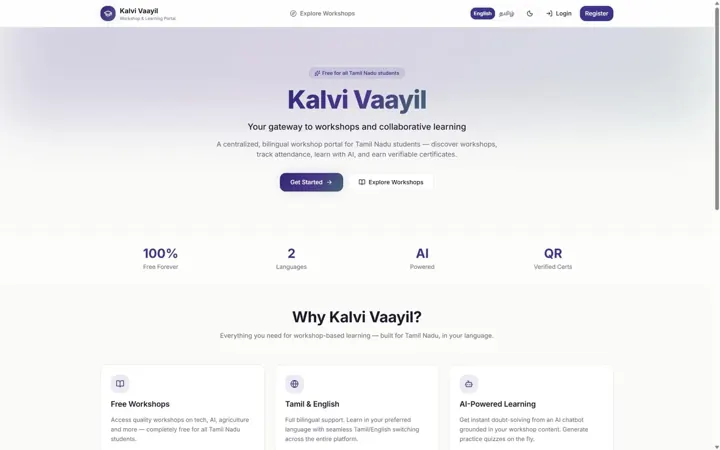 Kalvi Vaayil
Workshop & Learning Portal
Explore Workshops
English
தமிழ்
Login
Register
Free for all Tamil Nadu students
Kalvi Vaayil
Your gateway to workshops and collaborative learning
A centralized, bilingual workshop portal for Tamil Nadu students — discover workshops,
track attendance, learn with AI, and earn verifiable certificates.
Get Started →
Explore Workshops
100%
Free Forever
2
Languages
AI
Powered
QR
Verified Certs
Why Kalvi Vaayil?
Everything you need for workshop-based learning — built for Tamil Nadu, in your language.
Free Workshops
Access quality workshops on tech, AI, agriculture
and more — completely free for all Tamil Nadu
students.
Tamil & English
Full bilingual support. Learn in your preferred
language with seamless Tamil/English switching
across the entire platform.
AI-Powered Learning
Get instant doubt-solving from an AI chatbot
grounded in your workshop content. Generate
practice quizzes on the fly.